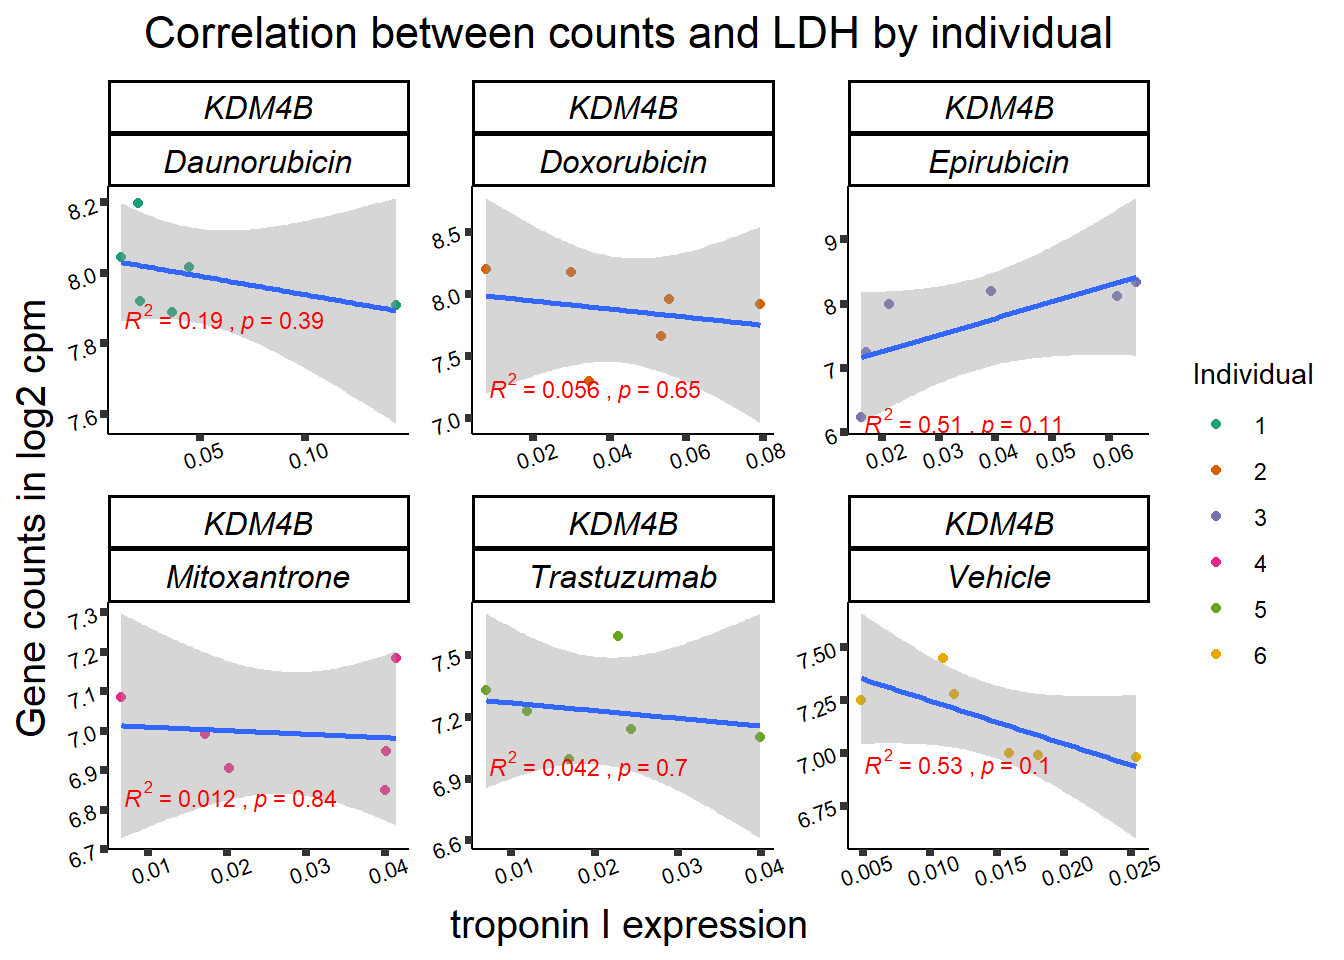 Correlation between counts and LDH by individual
KDM4B
Daunorubicin
8.2
8.0
7.8
7.6
R² = 0.19 , p = 0.39
0.05 0.10
KDM4B
Doxorubicin
8.5
8.0
7.5
7.0
R² = 0.056 , p = 0.65
0.02 0.04 0.06 0.08
KDM4B
Epirubicin
9
8
7
6
R² = 0.51 , p = 0.11
0.02 0.03 0.04 0.05 0.06
KDM4B
Mitoxantrone
7.3
7.2
7.1
7.0
6.9
6.8
6.7
R² = 0.012 , p = 0.84
0.01 0.02 0.03 0.04
KDM4B
Trastuzumab
7.5
7.2
6.9
6.6
R² = 0.042 , p = 0.7
0.01 0.02 0.03 0.04
KDM4B
Vehicle
7.50
7.25
7.00
6.75
R² = 0.53 , p = 0.1
0.005 0.010 0.015 0.020 0.025
Gene counts in log2 cpm
troponin I expression
Individual
1
2
3
4
5
6